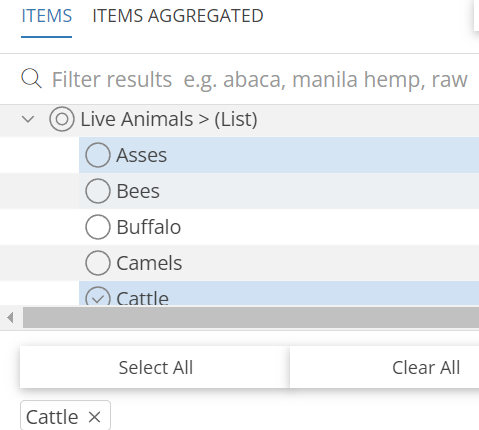 ITEMS ITEMS AGGREGATED
Filter results e.g. abaca, manila hemp, raw
Live Animals > (List)
Asses
Bees
Buffalo
Camels
Cattle
Select All Clear All
Cattle ×